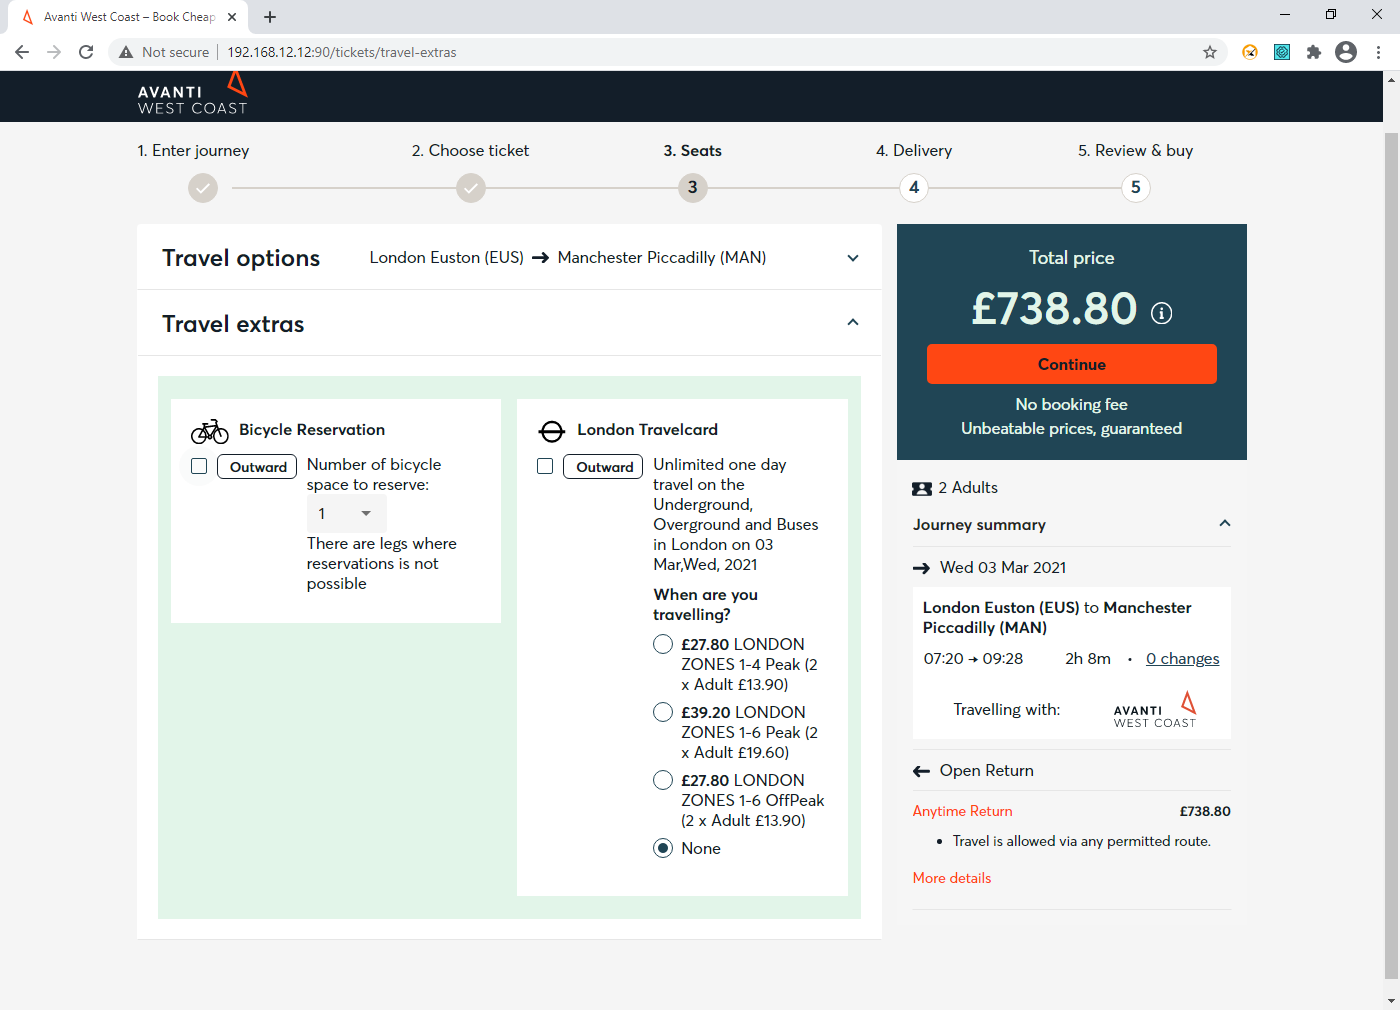 Avanti West Coast – Book Cheap
Not secure
192.168.12.12:90/tickets/travel-extras
AVANTI
WEST COAST
1. Enter journey
2. Choose ticket
3. Seats
4. Delivery
5. Review & buy
3
4
5
Travel options
London Euston (EUS) → Manchester Piccadilly (MAN)
Travel extras
Bicycle Reservation
Outward
Number of bicycle
space to reserve:
1
There are legs where
reservations is not
possible
London Travelcard
Outward
Unlimited one day
travel on the
Underground,
Overground and Buses
in London on 03
Mar,Wed, 2021
When are you
travelling?
£27.80 LONDON
ZONES 1-4 Peak (2
x Adult £13.90)
£39.20 LONDON
ZONES 1-6 Peak (2
x Adult £19.60)
£27.80 LONDON
ZONES 1-6 OffPeak
(2 x Adult £13.90)
None
Total price
£738.80
Continue
No booking fee
Unbeatable prices, guaranteed
2 Adults
Journey summary
→ Wed 03 Mar 2021
London Euston (EUS) to Manchester
Piccadilly (MAN)
07:20 → 09:28 2h 8m • 0 changes
Travelling with:
AVANTI
WEST COAST
← Open Return
Anytime Return £738.80
• Travel is allowed via any permitted route.
More details